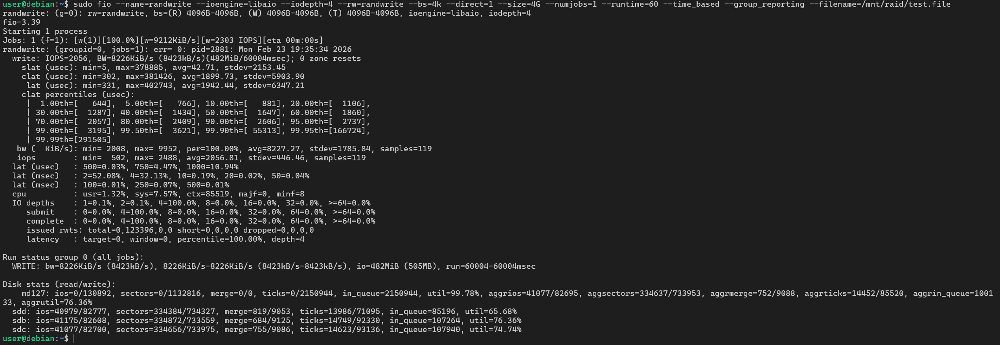 user@debian:~$ sudo fio --name=randwrite --ioengine=libaio --iodepth=4 --rw=randwrite --bs=4k --direct=1 --size=4G --numjobs=1 --runtime=60 --time_based --group_reporting --filename=/mnt/raid/test.file
randwrite: (g=0): rw=randwrite, bs=(R) 4096B-4096B, (W) 4096B-4096B, (T) 4096B-4096B, ioengine=libaio, iodepth=4
fio-3.39
Starting 1 process
Jobs: 1 (f=1): [w(1)][100.0%][w=9212KiB/s][w=2303 IOPS][eta 00m:00s]
randwrite: (groupid=0, jobs=1): err= 0: pid=2881: Mon Feb 23 19:35:34 2026
  write: IOPS=2056, BW=8226KiB/s (8423kB/s)(482MiB/60004msec); 0 zone resets
    slat (usec): min=5, max=378885, avg=42.71, stdev=2153.45
    clat (usec): min=302, max=381426, avg=1899.73, stdev=5903.90
     lat (usec): min=331, max=402743, avg=1942.44, stdev=6347.21
    clat percentiles (usec):
     |  1.00th=[   644],  5.00th=[   766], 10.00th=[   881], 20.00th=[  1106],
     | 30.00th=[  1287], 40.00th=[  1434], 50.00th=[  1647], 60.00th=[  1860],
     | 70.00th=[  2057], 80.00th=[  2409], 90.00th=[  2606], 95.00th=[  2737],
     | 99.00th=[  3195], 99.50th=[  3621], 99.90th=[ 55313], 99.95th=[166724],
     | 99.99th=[291505]
   bw (  KiB/s): min= 2008, max= 9952, per=100.00%, avg=8227.27, stdev=1785.84, samples=119
   iops        : min=  502, max= 2488, avg=2056.81, stdev=446.46, samples=119
  lat (usec)   : 500=0.03%, 750=4.47%, 1000=10.94%
  lat (msec)   : 2=52.08%, 4=32.13%, 10=0.19%, 20=0.02%, 50=0.04%
  lat (msec)   : 100=0.01%, 250=0.07%, 500=0.01%
  cpu          : usr=1.32%, sys=7.57%, ctx=85519, majf=0, minf=8
  IO depths    : 1=0.1%, 2=0.1%, 4=100.0%, 8=0.0%, 16=0.0%, 32=0.0%, >=64=0.0%
     submit    : 0=0.0%, 4=100.0%, 8=0.0%, 16=0.0%, 32=0.0%, 64=0.0%, >=64=0.0%
     complete  : 0=0.0%, 4=100.0%, 8=0.0%, 16=0.0%, 32=0.0%, 64=0.0%, >=64=0.0%
     issued rwts: total=0,123396,0,0 short=0,0,0,0 dropped=0,0,0,0
     latency   : target=0, window=0, percentile=100.00%, depth=4

Run status group 0 (all jobs):
  WRITE: bw=8226KiB/s (8423kB/s), 8226KiB/s-8226KiB/s (8423kB/s-8423kB/s), io=482MiB (505MB), run=60004-60004msec

Disk stats (read/write):
    md127: ios=0/130892, sectors=0/1132816, merge=0/0, ticks=0/2150944, in_queue=2150944, util=99.78%, aggrios=41077/82695, aggsectors=334637/733953, aggrmerge=752/9088, aggrticks=14452/85520, aggrin_queue=1001
33, aggrutil=76.36%
  sdd: ios=40979/82777, sectors=334384/734327, merge=819/9053, ticks=13986/71095, in_queue=85196, util=65.68%
  sdb: ios=41175/82608, sectors=334872/733559, merge=684/9125, ticks=14749/92330, in_queue=107264, util=76.36%
  sdc: ios=41077/82700, sectors=334656/733975, merge=755/9086, ticks=14623/93136, in_queue=107940, util=74.74%
user@debian:~$